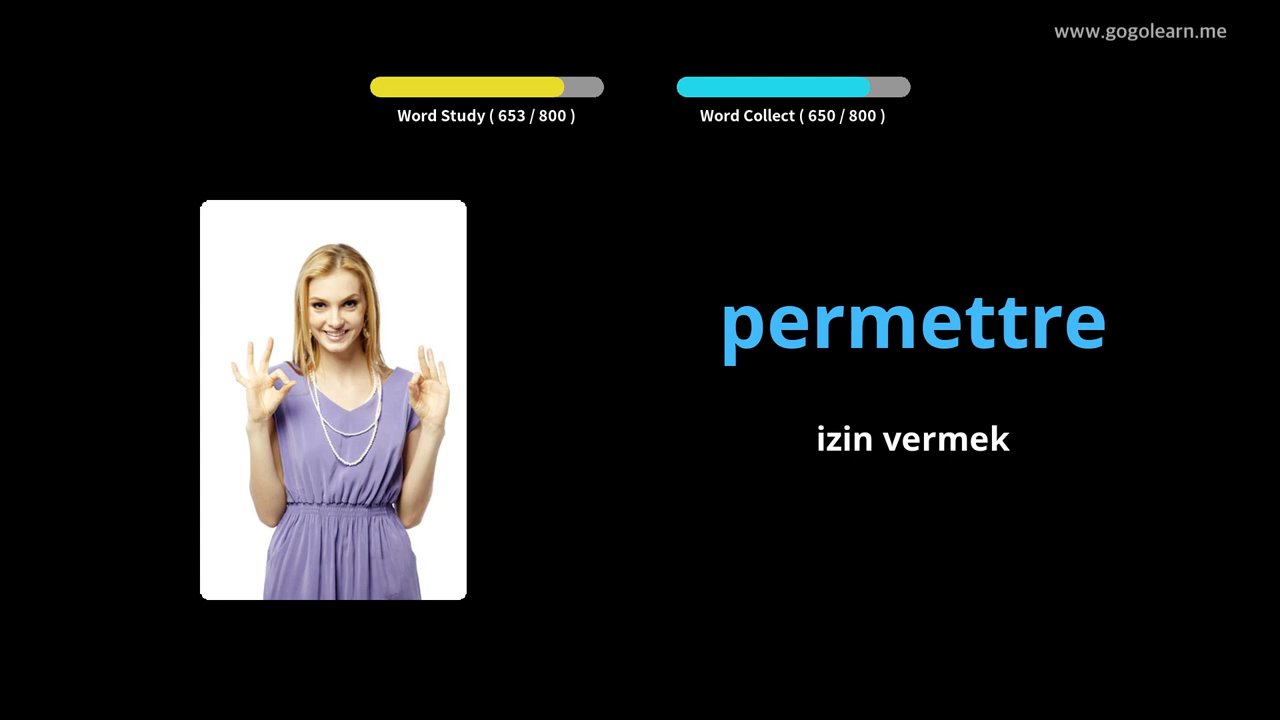 www.gogolearn.me
Word Study ( 653 / 800 )
Word Collect ( 650 / 800 )
permettre
izin vermek